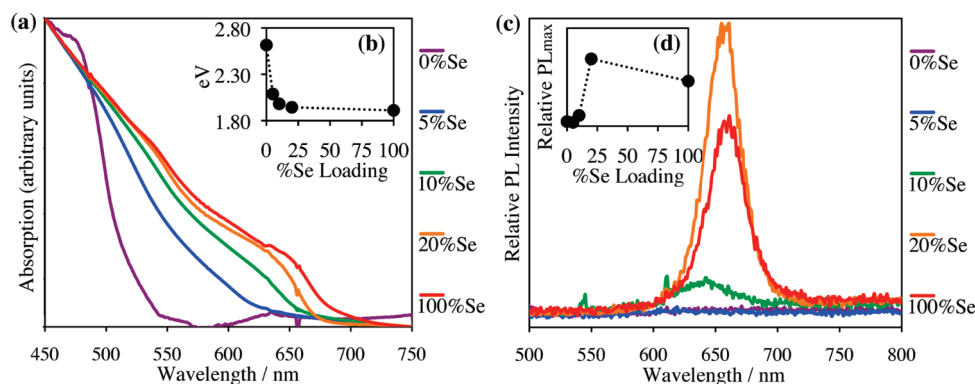 (a)
Absorption (arbitrary units)
450 500 550 600 650 700 750
Wavelength / nm
(b)
eV
2.80
2.30
1.80
0 25 50 75 100
%Se Loading
0%Se
5%Se
10%Se
20%Se
100%Se
(c)
Relative PL Intensity
500 550 600 650 700 750 800
Wavelength / nm
(d)
Relative PLmax
0 25 50 75 100
%Se Loading
0%Se
5%Se
10%Se
20%Se
100%Se